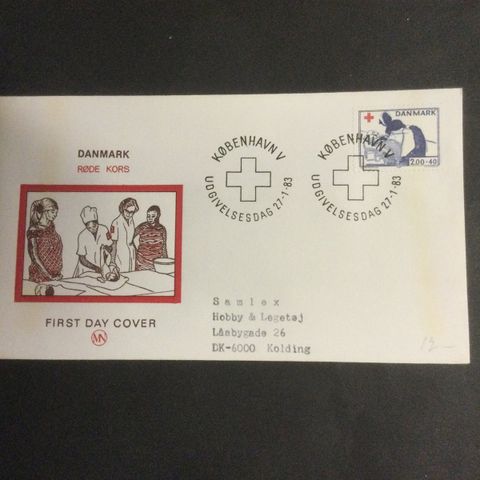 DANMARK
RØDE KORS
FIRST DAY COVER
KØBENHAVN V
UDGIVELSESDAG 27-1-83
KØBENHAVN V
UDGIVELSESDAG 27-1-83
DANMARK
2.00+40
Samlex
Hobby & Legetøj
Låsbygade 26
DK-6000 Kolding